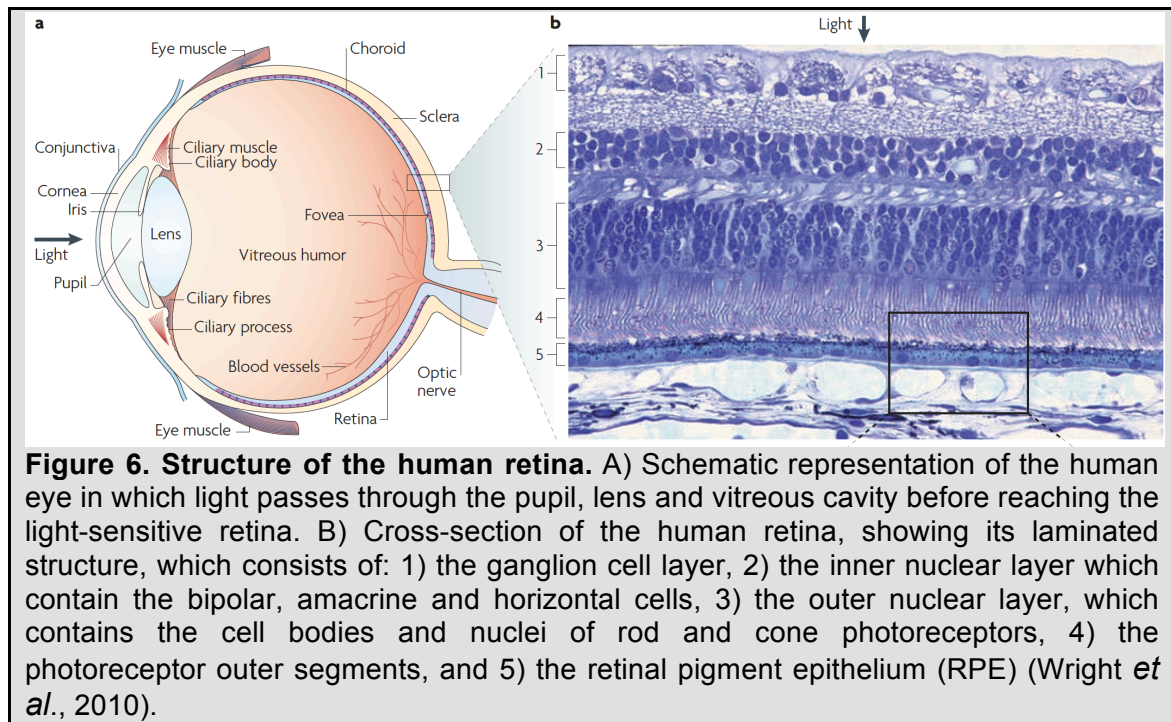 a
b
Light
Eye muscle
Choroid
Sclera
Conjunctiva
Ciliary muscle
Ciliary body
Cornea
Iris
Lens
Fovea
Light
Vitreous humor
Pupil
Ciliary fibres
Ciliary process
Blood vessels
Optic
nerve
Retina
Eye muscle
1
2
3
4
5
Figure 6. Structure of the human retina. A) Schematic representation of the human
eye in which light passes through the pupil, lens and vitreous cavity before reaching the
light-sensitive retina. B) Cross-section of the human retina, showing its laminated
structure, which consists of: 1) the ganglion cell layer, 2) the inner nuclear layer which
contain the bipolar, amacrine and horizontal cells, 3) the outer nuclear layer, which
contains the cell bodies and nuclei of rod and cone photoreceptors, 4) the
photoreceptor outer segments, and 5) the retinal pigment epithelium (RPE) (Wright et
al., 2010).